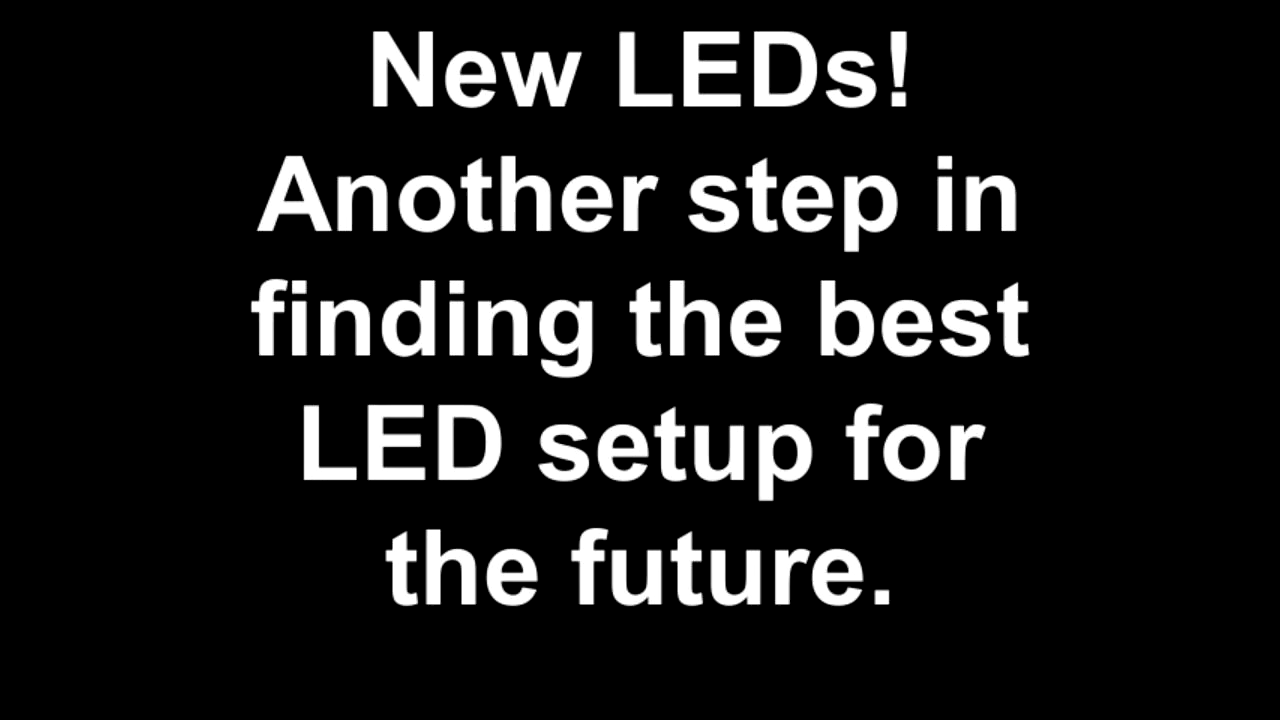 New LEDs!
Another step in
finding the best
LED setup for
the future.